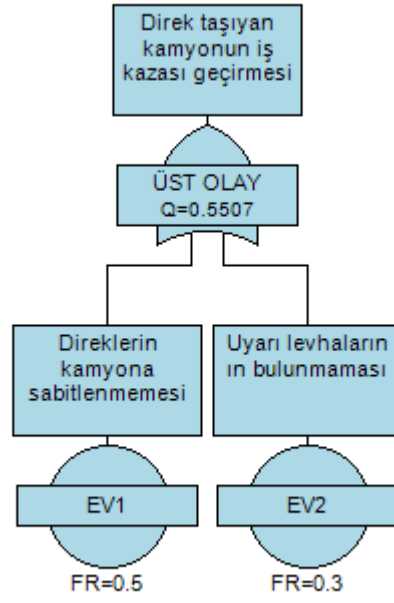 Direk taşıyan
kamyonun iş
kazası geçirmesi
ÜST OLAY
Q=0.5507
Direklerin
kamyona
sabitlenmemesi
Uyarı levhaların
ın bulunmaması
EV1
EV2
FR=0.5
FR=0.3